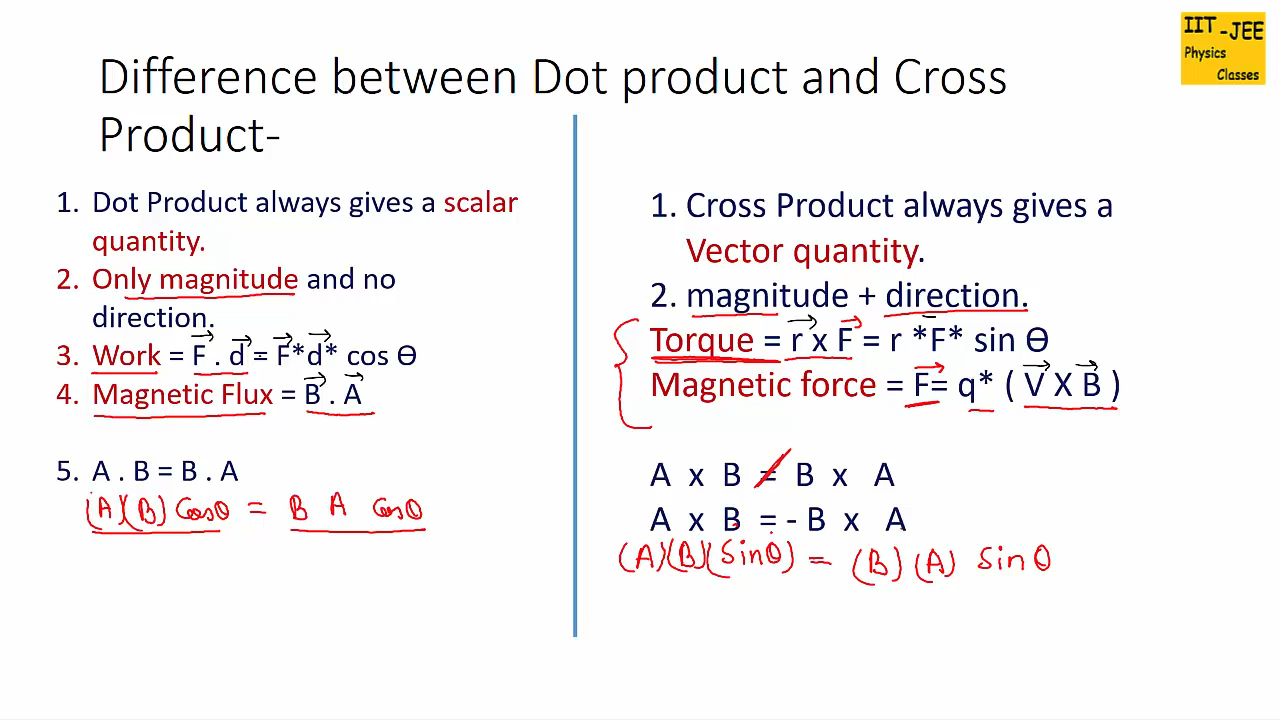 IIT-JEE
Physics
Classes
Difference between Dot product and Cross
Product-
1. Dot Product always gives a scalar
quantity.
2. Only magnitude and no
direction.
3. Work = F . d = F*d* cos Ɵ
4. Magnetic Flux = B . A
5. A . B = B . A
(A)(B) Cosθ = B A Cosθ
1. Cross Product always gives a
Vector quantity.
2. magnitude + direction.
Torque = r x F = r *F* sin Ɵ
Magnetic force = F= q* ( V X B )
A x B = B x A
A x B = - B x A
(A)(B)(Sinθ) = (B) (A) Sinθ